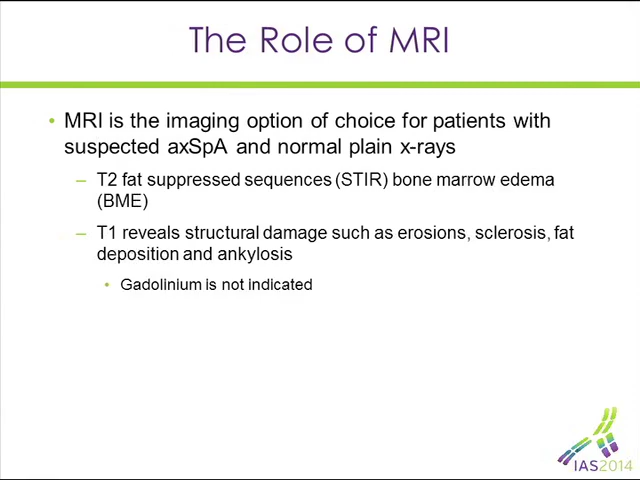 The Role of MRI
• MRI is the imaging option of choice for patients with
suspected axSpA and normal plain x-rays
– T2 fat suppressed sequences (STIR) bone marrow edema
(BME)
– T1 reveals structural damage such as erosions, sclerosis, fat
deposition and ankylosis
• Gadolinium is not indicated
IAS2014